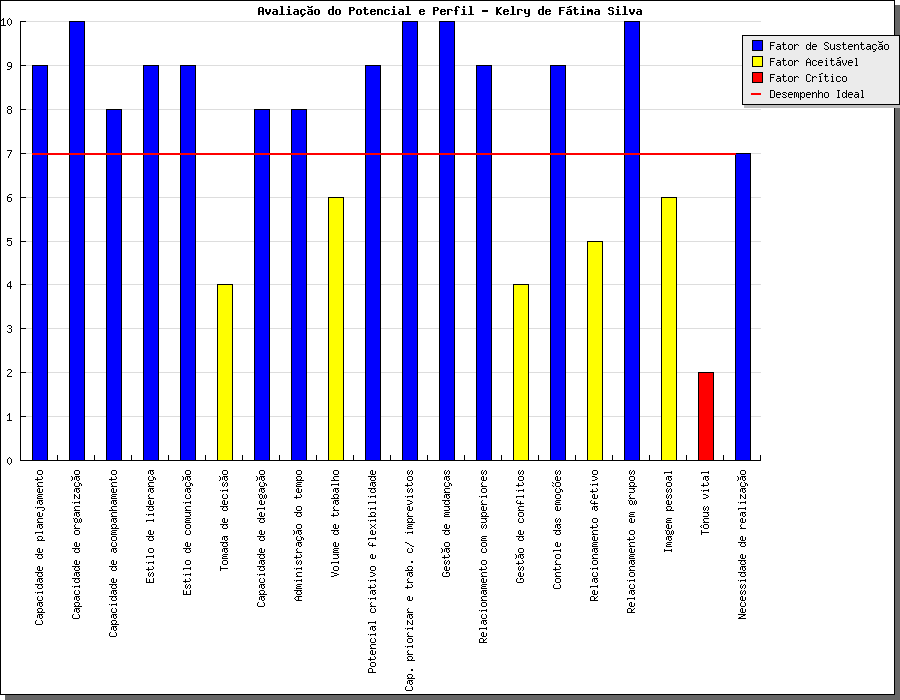 Avaliação do Potencial e Perfil - Kelry de Fátima Silva
Fator de Sustentação
Fator Aceitável
Fator Crítico
Desempenho Ideal
10
9
8
7
6
5
4
3
2
1
0
Capacidade de planejamento
Capacidade de organização
Capacidade de acompanhamento
Estilo de liderança
Estilo de comunicação
Tomada de decisão
Capacidade de delegação
Administração do tempo
Volume de trabalho
Potencial criativo e flexibilidade
Cap. priorizar e trab. c/ imprevistos
Gestão de mudanças
Relacionamento com superiores
Gestão de conflitos
Controle das emoções
Relacionamento afetivo
Relacionamento em grupos
Imagem pessoal
Tônus vital
Necessidade de realização